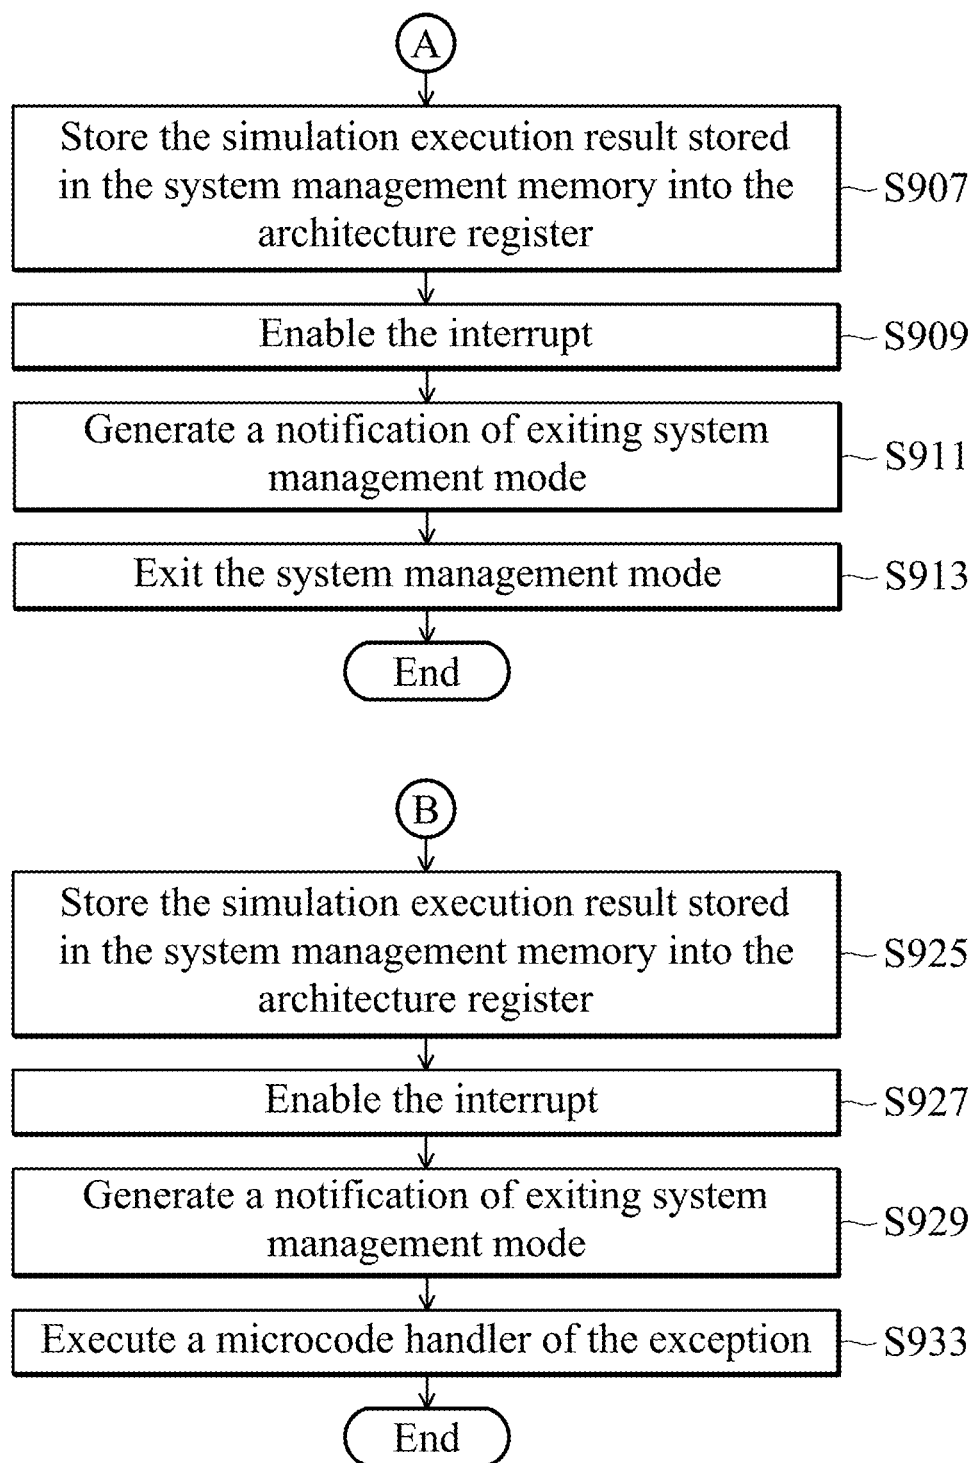 A
Store the simulation execution result stored
in the system management memory into the
architecture register
S907
Enable the interrupt
S909
Generate a notification of exiting system
management mode
S911
Exit the system management mode
S913
End
B
Store the simulation execution result stored
in the system management memory into the
architecture register
S925
Enable the interrupt
S927
Generate a notification of exiting system
management mode
S929
Execute a microcode handler of the exception
S933
End